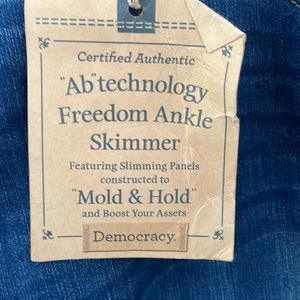 Certified Authentic
"Ab"technology
Freedom Ankle
Skimmer
Featuring Slimming Panels
constructed to
"Mold & Hold"
and Boost Your Assets
Democracy